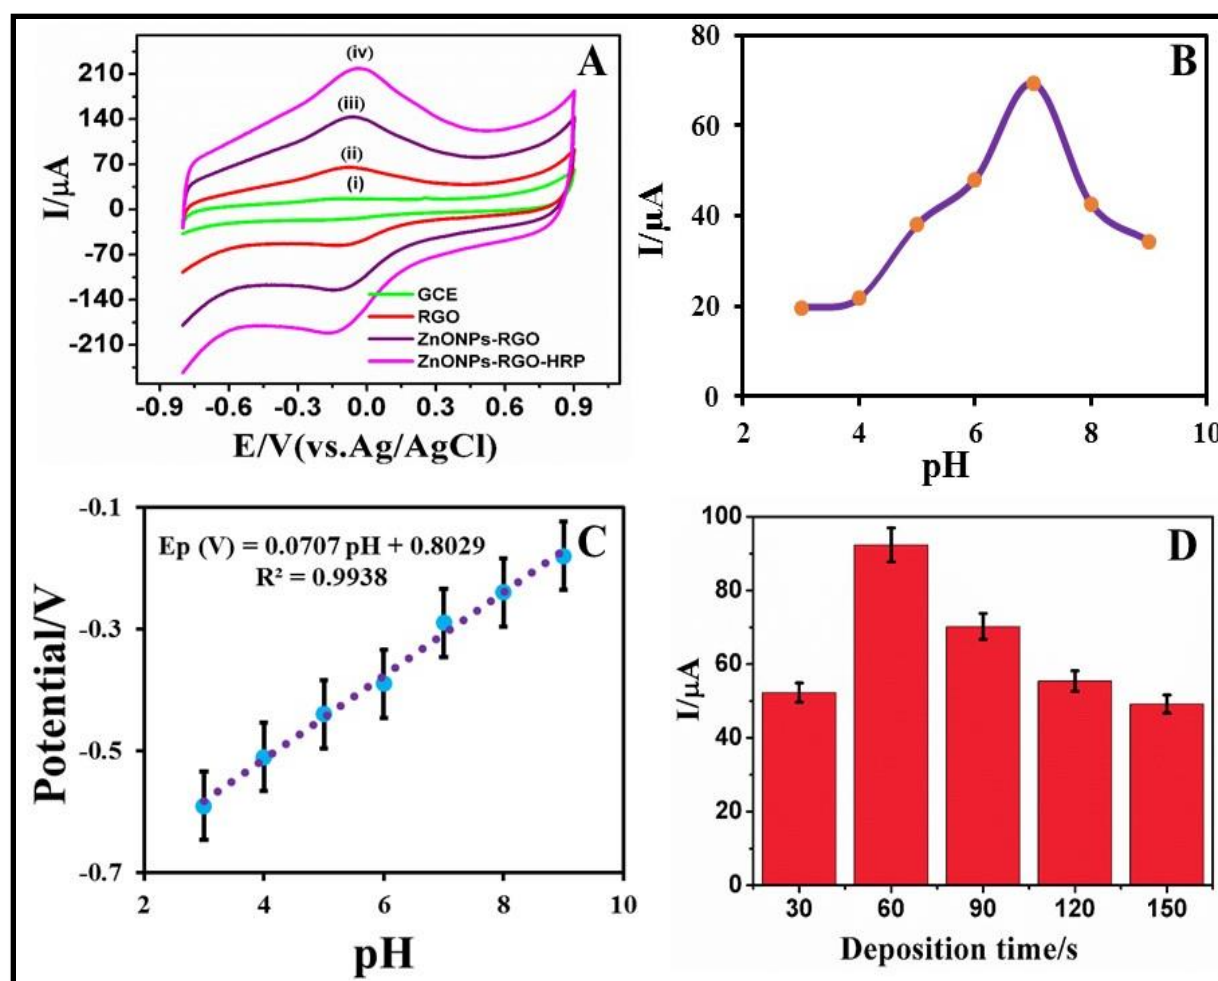 A
(iv)
(iii)
(ii)
(i)
210
140
70
0
-70
-140
-210
I/µA
GCE
RGO
ZnONPs-RGO
ZnONPs-RGO-HRP
-0.9
-0.6
-0.3
0.0
0.3
0.6
0.9
E/V(vs.Ag/AgCl)
B
80
60
40
20
0
I/µA
2
4
6
8
10
pH
C
Ep (V) = 0.0707 pH + 0.8029
R² = 0.9938
-0.1
-0.3
-0.5
-0.7
Potential/V
2
4
6
8
10
pH
D
100
80
60
40
20
0
I/µA
30
60
90
120
150
Deposition time/s